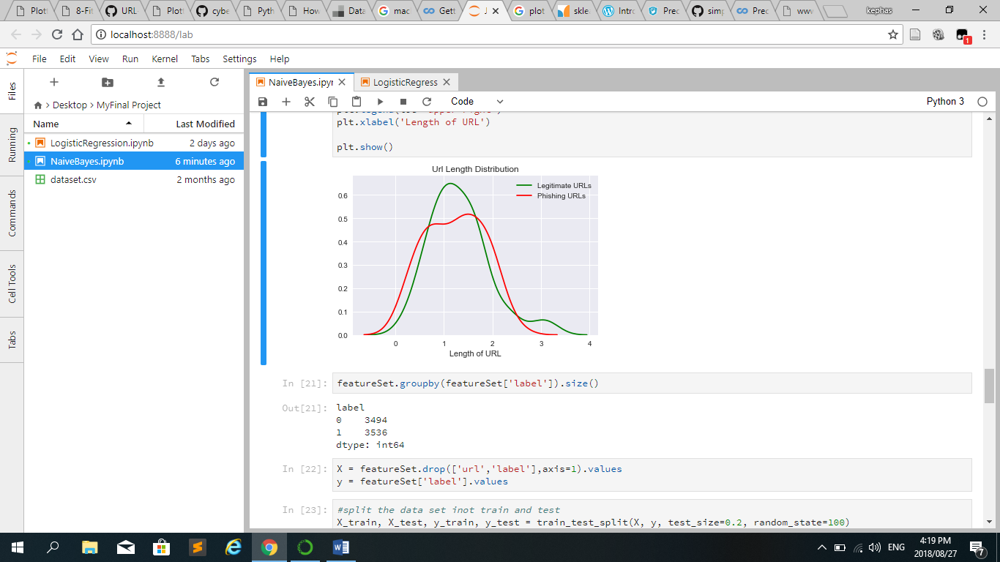 Plott
8-Fit
URL-
Plott
cybe
Pyth
How
Data
mac
Gett
J
plot
skle
Intro
Prec
simp
Prec
www
kephas
localhost:8888/lab
1
File Edit View Run Kernel Tabs Settings Help
Files
Running
Commands
Cell Tools
Tabs
Desktop > MyFinal Project
Name Last Modified
LogisticRegression.ipynb 2 days ago
NaiveBayes.ipynb 6 minutes ago
dataset.csv 2 months ago
NaiveBayes.ipyr LogisticRegress
Code Python 3
plt.xlabel('Length of URL')
plt.show()
Url Length Distribution
Legitimate URLs
Phishing URLs
0.6
0.5
0.4
0.3
0.2
0.1
0.0
0 1 2 3 4
Length of URL
In [21]: featureSet.groupby(featureSet['label']).size()
Out[21]: label
0 3494
1 3536
dtype: int64
In [22]: X = featureSet.drop(['url','label'],axis=1).values
y = featureSet['label'].values
In [23]: #split the data set inot train and test
X_train, X_test, y_train, y_test = train_test_split(X, y, test_size=0.2, random_state=100)
ENG
4:19 PM
2018/08/27
7